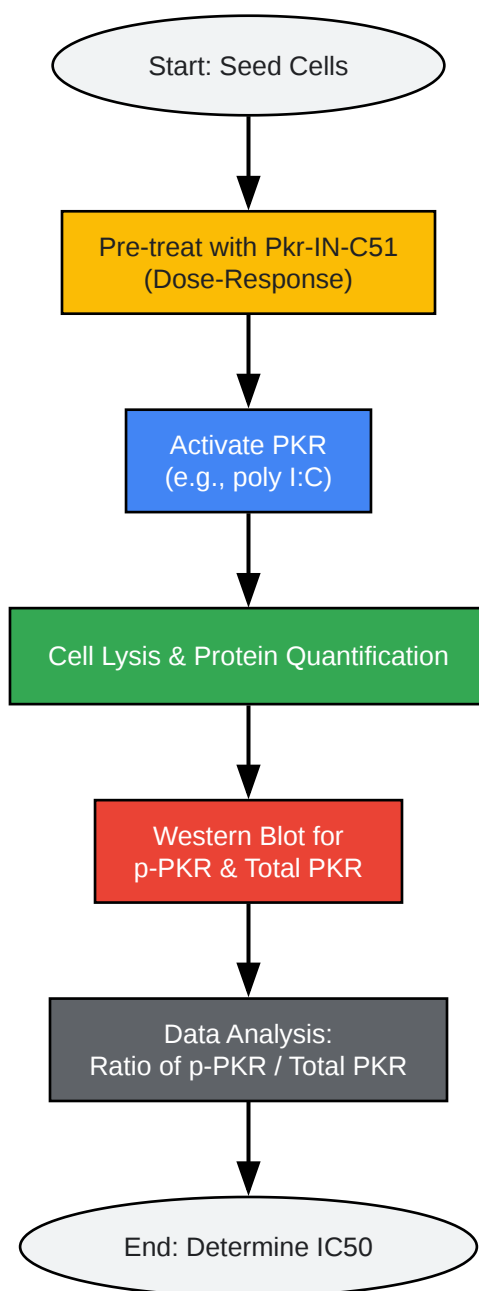 Start: Seed Cells
Pre-treat with Pkr-IN-C51
(Dose-Response)
Activate PKR
(e.g., poly I:C)
Cell Lysis & Protein Quantification
Western Blot for
p-PKR & Total PKR
Data Analysis:
Ratio of p-PKR / Total PKR
End: Determine IC50